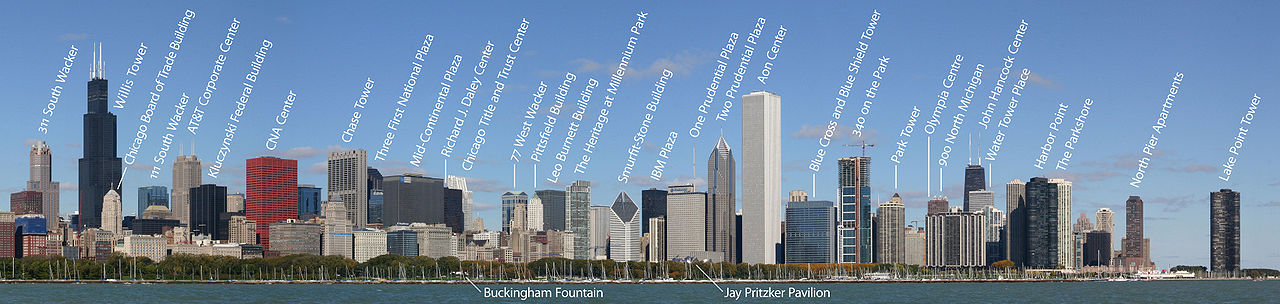 311 South Wacker
Willis Tower
Chicago Board of Trade Building
111 South Wacker
AT&T Corporate Center
Kluczynski Federal Building
CNA Center
Chase Tower
Three First National Plaza
Mid-Continental Plaza
Richard J. Daley Center
Chicago Title and Trust Center
77 West Wacker
Pittsfield Building
Leo Burnett Building
The Heritage at Millennium Park
Smurfit-Stone Building
IBM Plaza
One Prudential Plaza
Two Prudential Plaza
Aon Center
Blue Cross and Blue Shield Tower
340 on the Park
Park Tower
Olympia Centre
900 North Michigan
John Hancock Center
Water Tower Place
Harbor Point
The Parkshore
North Pier Apartments
Lake Point Tower
Buckingham Fountain
Jay Pritzker Pavilion